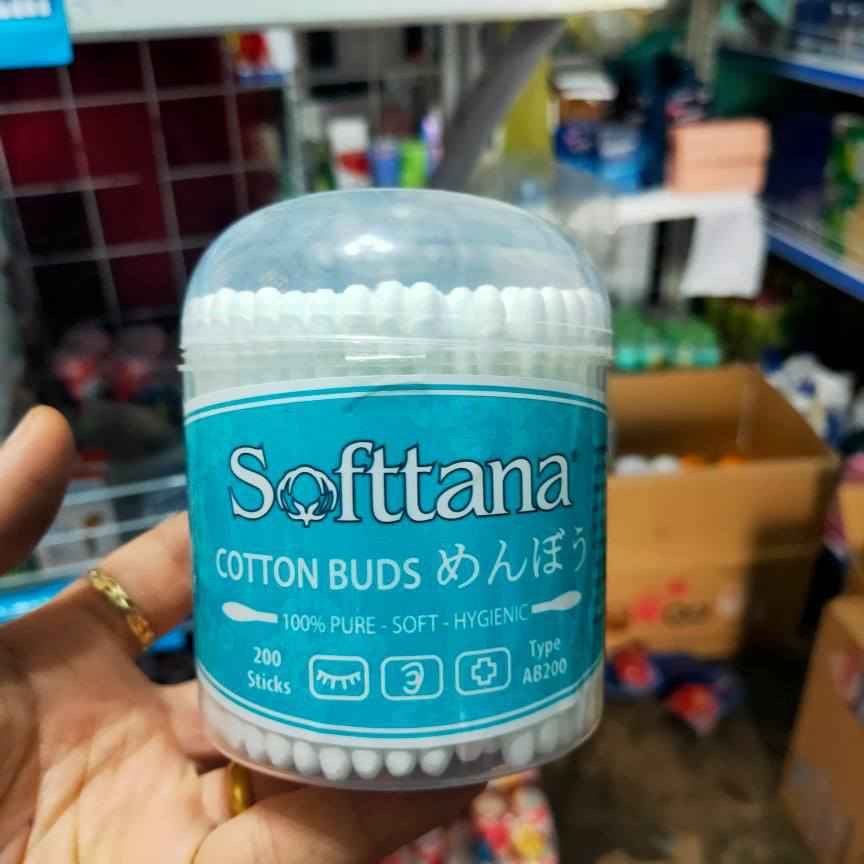 Softtana
COTTON BUDS めんぼう
100% PURE - SOFT - HYGIENIC
200
Sticks
Type
AB200